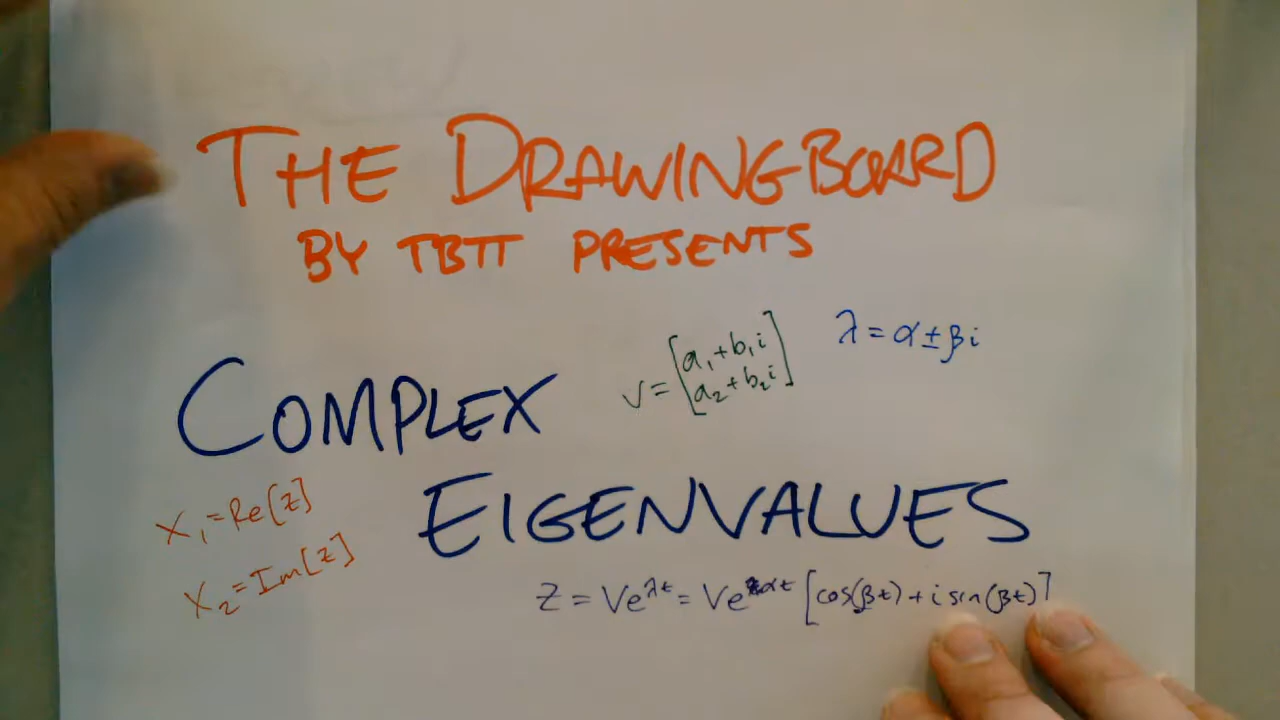 THE DRAWINGBOARD
BY TBTT PRESENTS
λ = α ± βi
v = [a₁+b₁i
a₂+b₂i]
COMPLEX
EIGENVALUES
X₁ = Re[z]
X₂ = Im[z]
Z = Ve^λt = Ve^αt [cos(βt) + i sin(βt)]